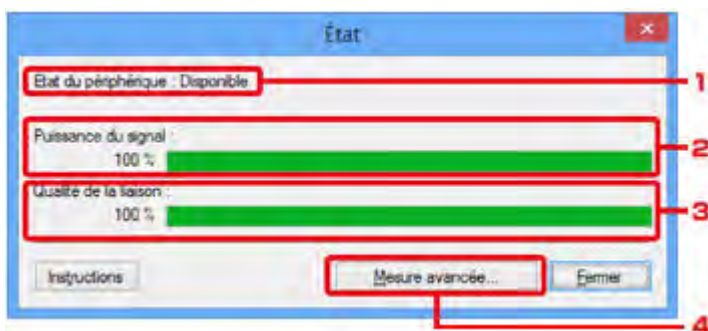 État
Etat du périphérique : Disponible
1
Puissance du signal :
100 %
2
Qualité de la liaison :
100 %
3
Instructions
Mesure avancée...
Fermer
4